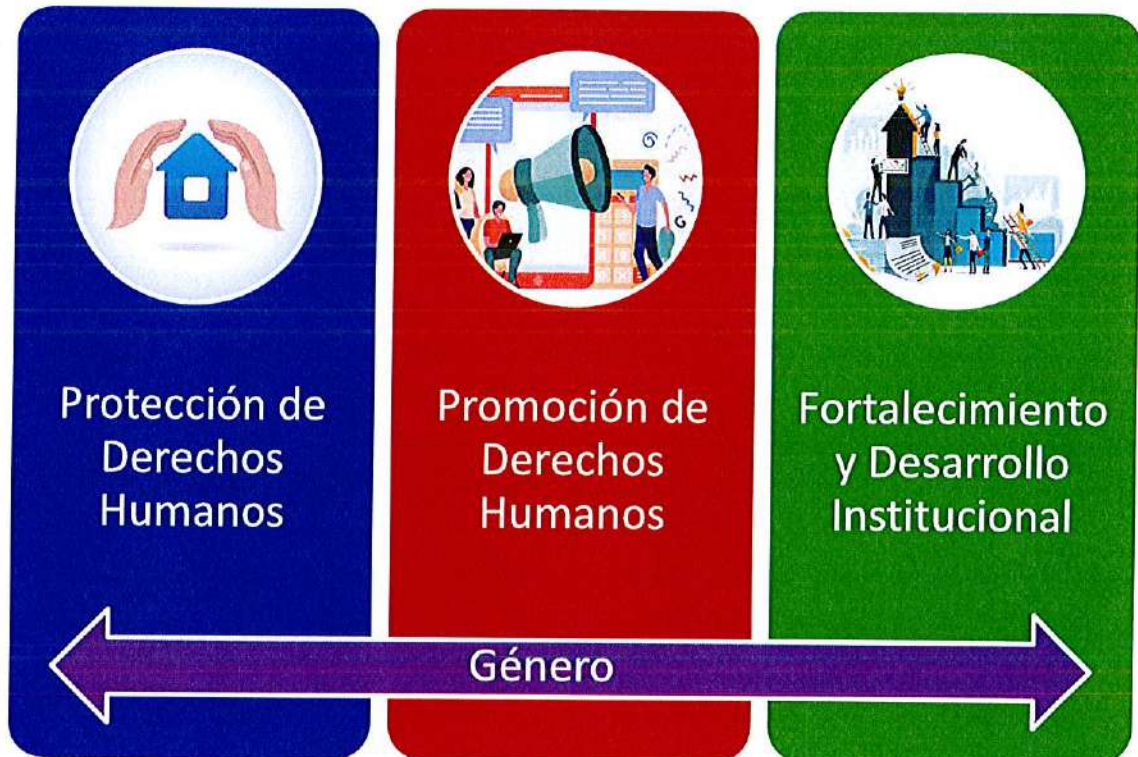 Protección de
Derechos
Humanos
Promoción de
Derechos
Humanos
Fortalecimiento
y Desarrollo
Institucional
Género